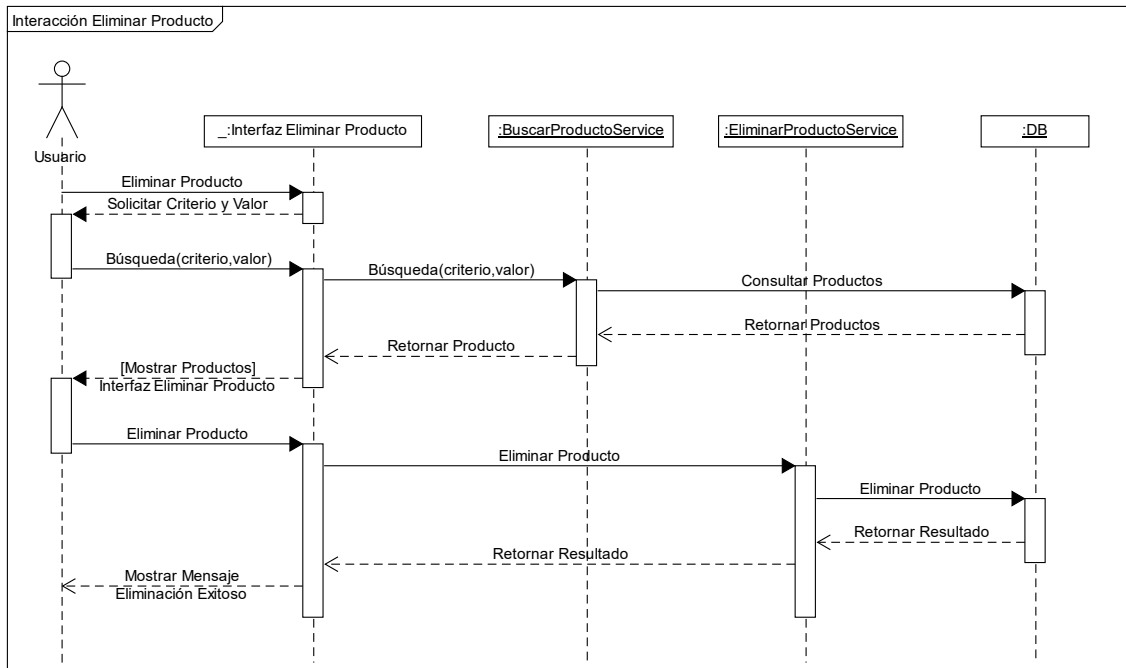 Interacción Eliminar Producto
_:Interfaz Eliminar Producto
:BuscarProductoService
:EliminarProductoService
:DB
Usuario
Eliminar Producto
Solicitar Criterio y Valor
Búsqueda(criterio,valor)
Búsqueda(criterio,valor)
Consultar Productos
Retornar Productos
Retornar Producto
[Mostrar Productos]
Interfaz Eliminar Producto
Eliminar Producto
Eliminar Producto
Eliminar Producto
Retornar Resultado
Retornar Resultado
Mostrar Mensaje
Eliminación Exitoso